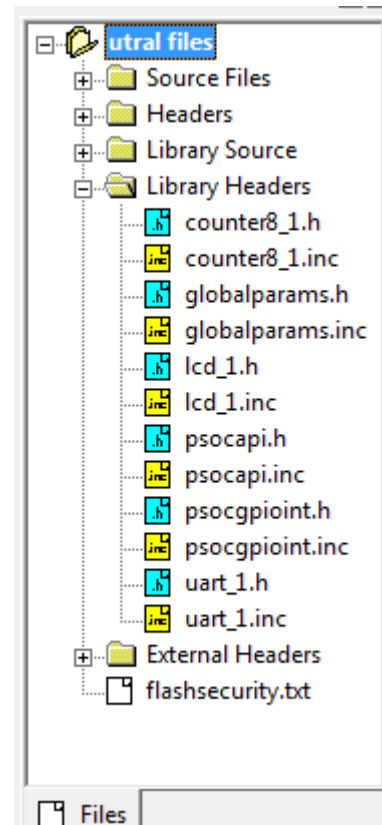 utral files
Source Files
Headers
Library Source
Library Headers
counter8_1.h
counter8_1.inc
globalparams.h
globalparams.inc
lcd_1.h
lcd_1.inc
psocapi.h
psocapi.inc
psocgpioint.h
psocgpioint.inc
uart_1.h
uart_1.inc
External Headers
flashsecurity.txt
Files